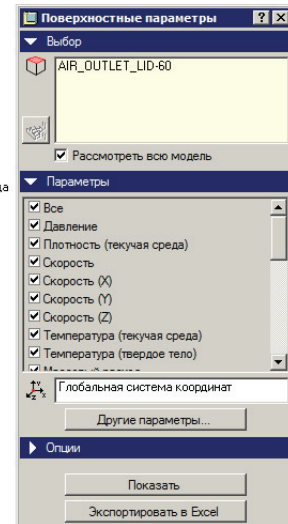 Поверхностные параметры
Выбор
AIR_OUTLET_LID-60
Рассмотреть всю модель
Параметры
Все
Давление
Плотность (текучая среда)
Скорость
Скорость (X)
Скорость (Y)
Скорость (Z)
Температура (текучая среда)
Температура (твердое тело)
Глобальная система координат
Другие параметры...
Опции
Показать
Экспортировать в Excel